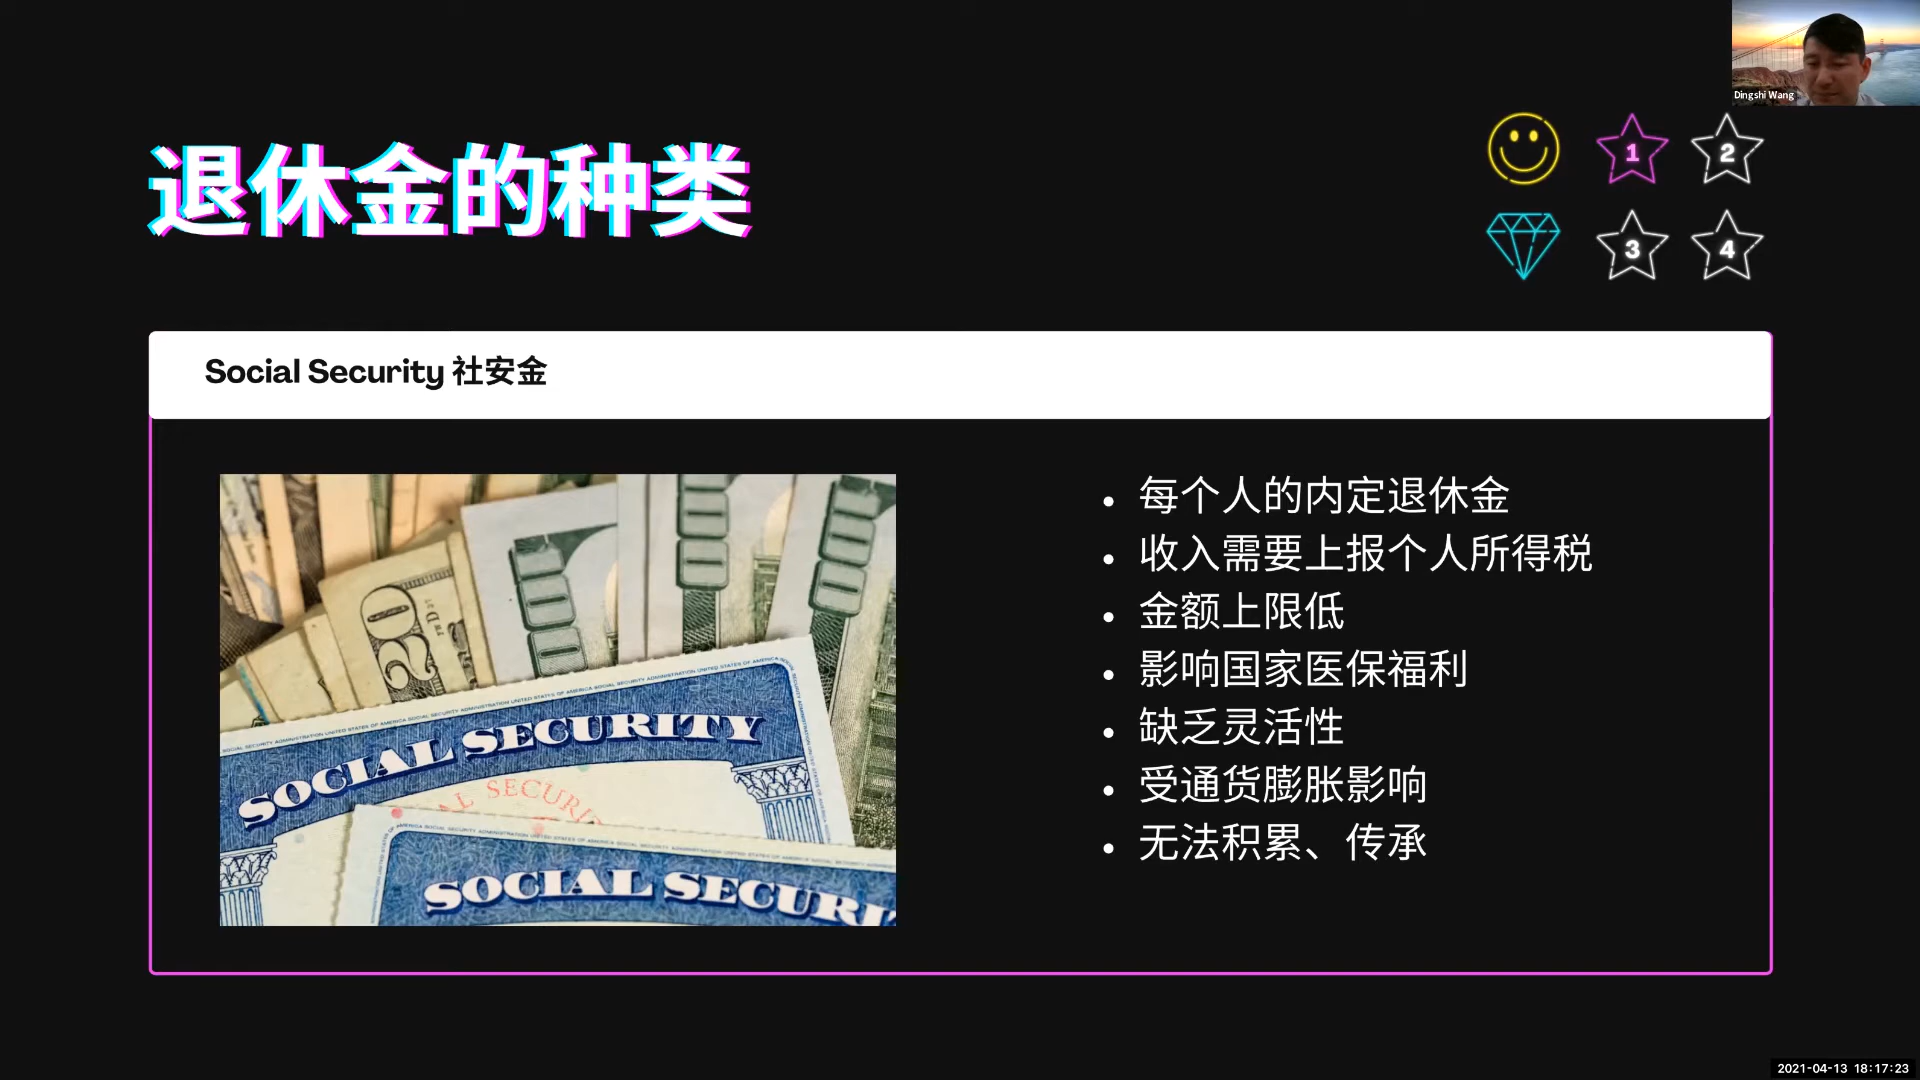 Dingshi Wang
退休金的种类
1
2
3
4
Social Security 社安金
每个人的内定退休金
收入需要上报个人所得税
金额上限低
影响国家医保福利
缺乏灵活性
受通货膨胀影响
无法积累、传承
20
SOCIAL SECURITY
SOCIAL SECURI
2021-04-13 18:17:23